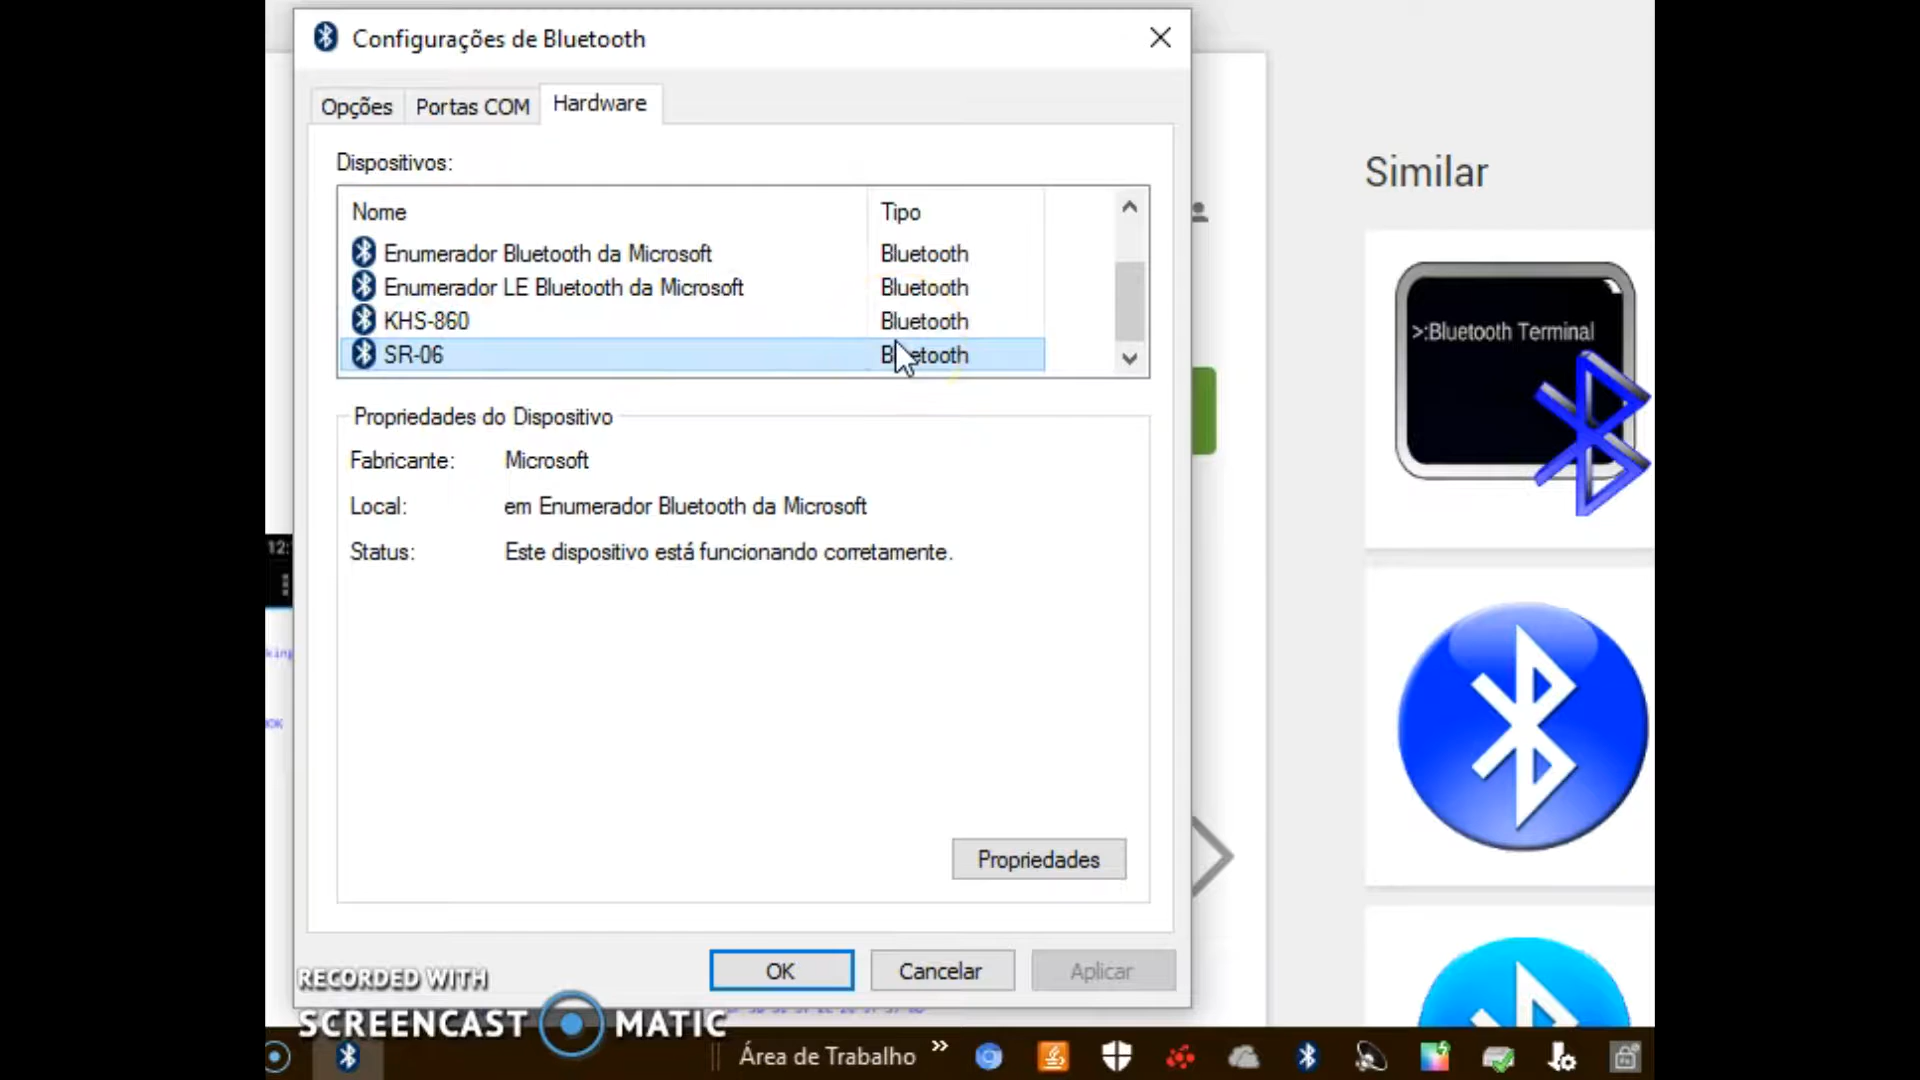 Configurações de Bluetooth
Opções
Portas COM
Hardware
Dispositivos:
Nome Tipo
Enumerador Bluetooth da Microsoft Bluetooth
Enumerador LE Bluetooth da Microsoft Bluetooth
KHS-860 Bluetooth
SR-06
Propriedades do Dispositivo
Fabricante: Microsoft
Local: em Enumerador Bluetooth da Microsoft
Status: Este dispositivo está funcionando corretamente.
Propriedades
OK
Cancelar
Aplicar
Similar
>:Bluetooth Terminal
12:
OK
RECORDED WITH
SCREENCAST MATIC
Área de Trabalho